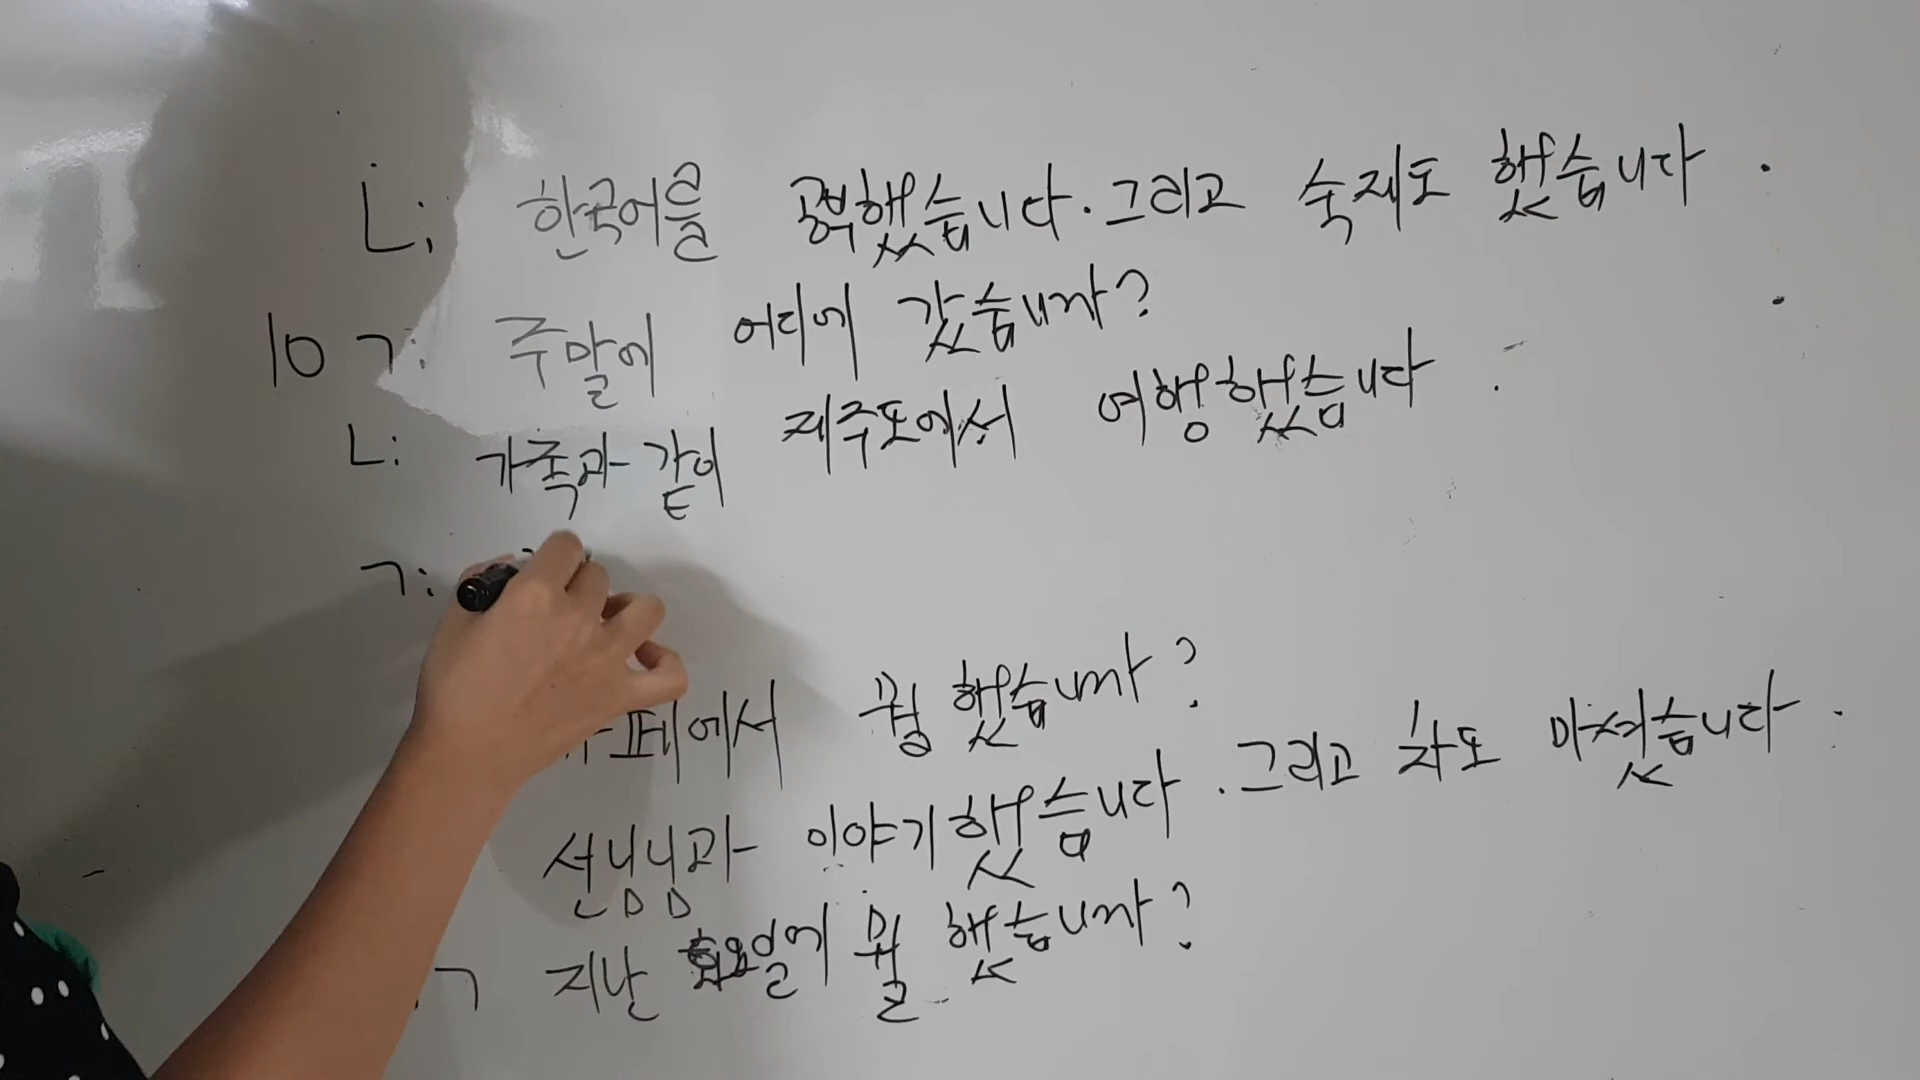 ㄴ: 한국어를 공부했습니다. 그리고 숙제도 했습니다.
10 ㄱ: 주말에 어디에 갔습니까?
ㄴ: 가족과 같이 제주도에서 여행했습니다.
ㄱ:
페에서 뭘 했습니까?
선님님과 이야기했습니다. 그리고 차도 마셨습니다.
ㄱ 지난 일에 뭘 했습니까?